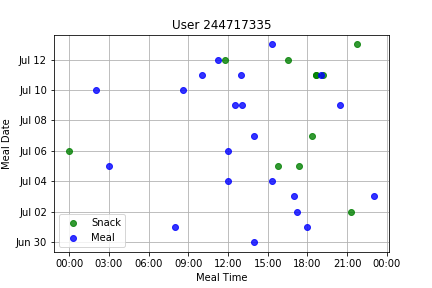 User 244717335
Jul 12
Jul 10
Jul 08
Jul 06
Jul 04
Jul 02
Jun 30
Meal Date
Snack
Meal
00:00 03:00 06:00 09:00 12:00 15:00 18:00 21:00 00:00
Meal Time